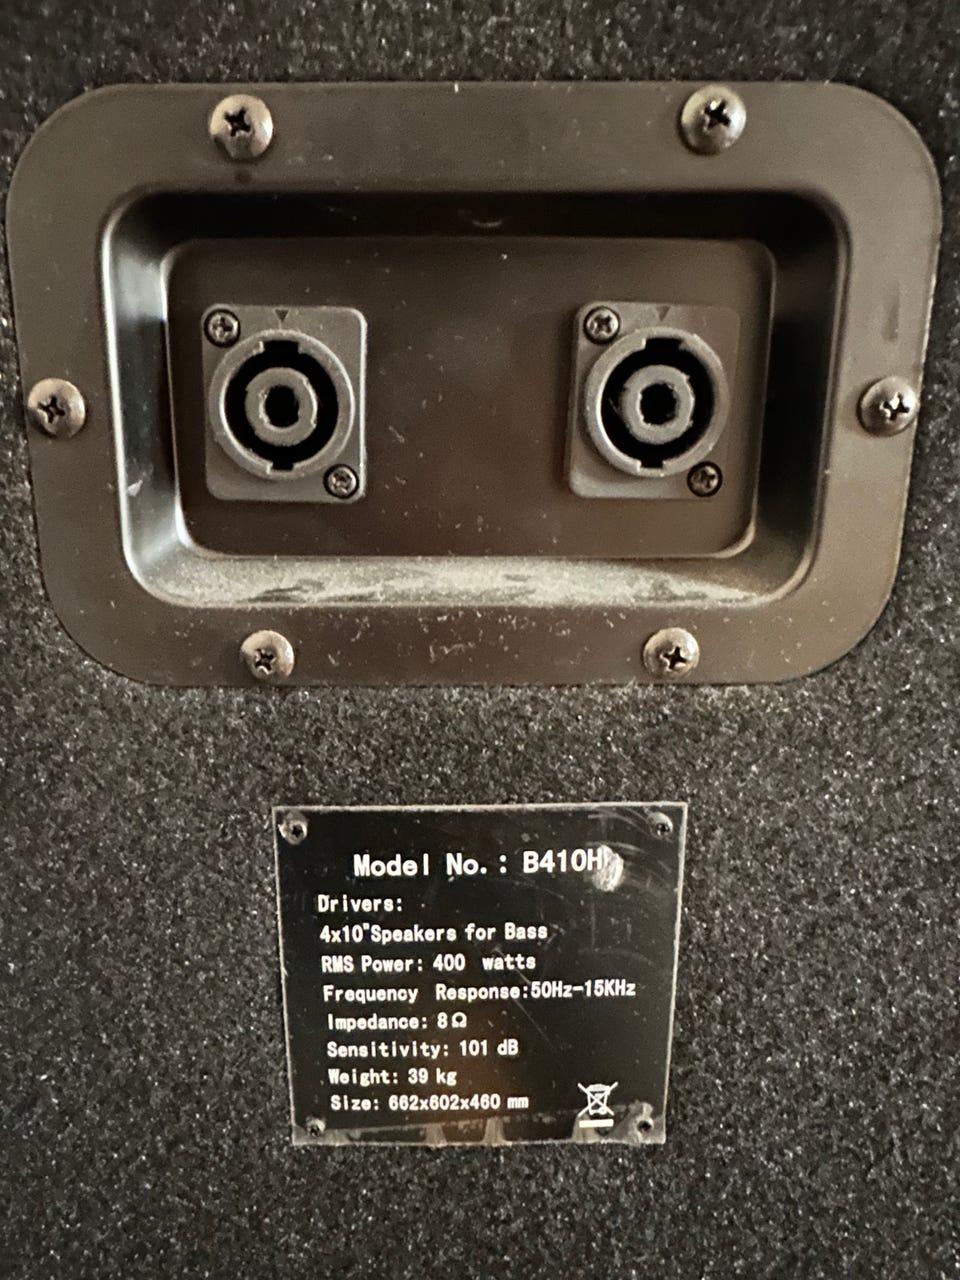 Model No.: B410H
Drivers:
4x10"Speakers for Bass
RMS Power: 400 watts
Frequency Response:50Hz-15KHz
Impedance: 8Ω
Sensitivity: 101 dB
Weight: 39 kg
Size: 662x602x460 mm